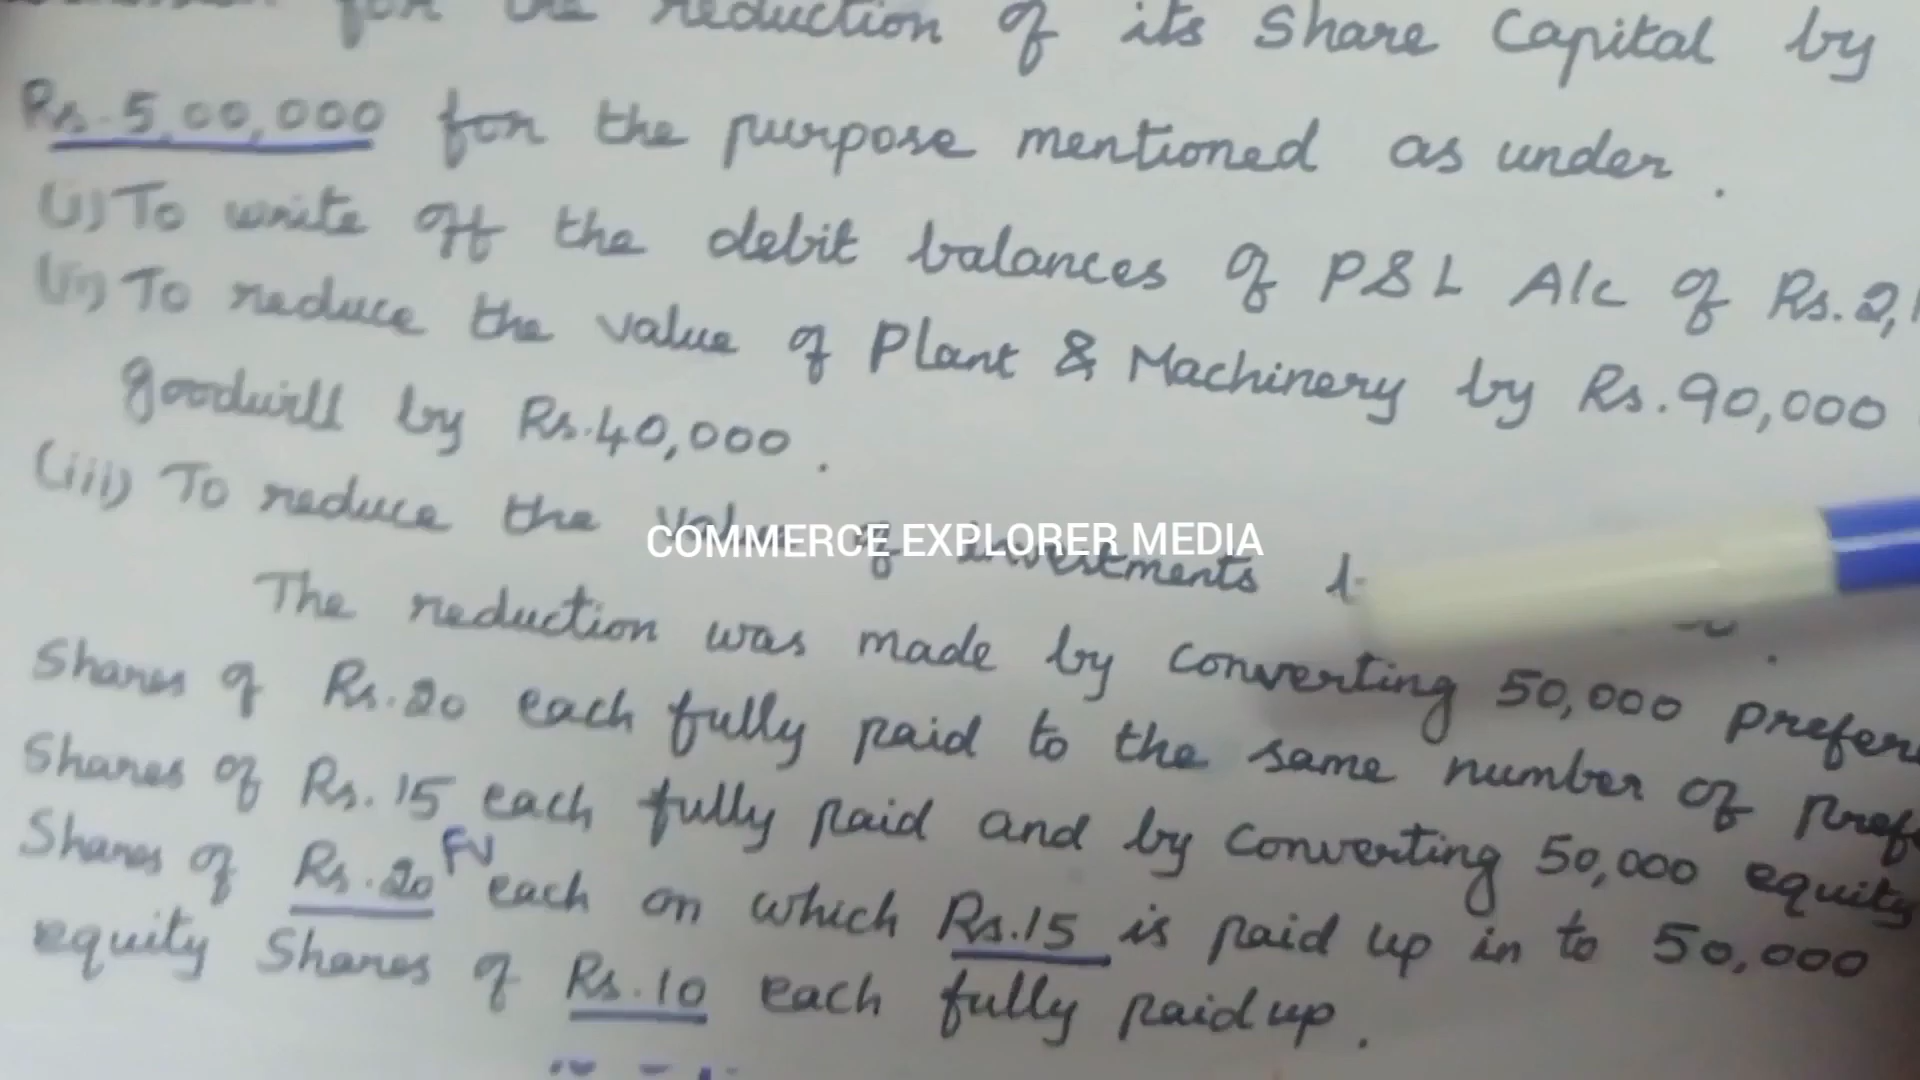 for the reduction of its Share Capital by
Rs. 5,00,000 for the purpose mentioned as under.
(i) To write off the debit balances of P&L A/c of Rs. 2,
(ii) To reduce the value of Plant & Machinery by Rs. 90,000
goodwill by Rs. 40,000.
(iii) To reduce the value of investments
COMMERCE EXPLORER MEDIA
The reduction was made by converting 50,000 prefer
Shares of Rs. 20 each fully paid to the same number of Pref
Shares of Rs. 15 each fully paid and by Converting 50,000 equity
FV
Shares of Rs. 20 each on which Rs. 15 is paid up in to 50,000
equity Shares of Rs. 10 each fully paid up.